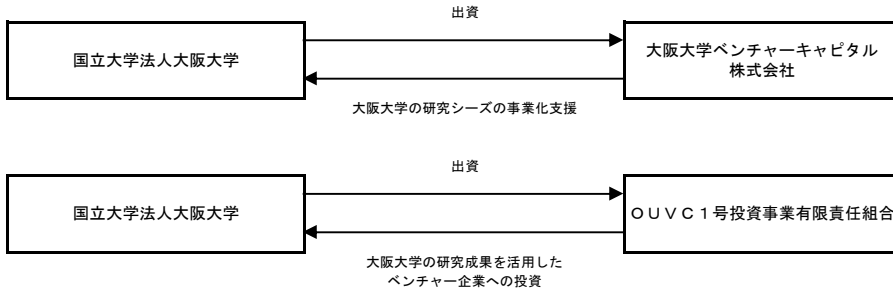 出資
国立大学法人大阪大学
大阪大学ベンチャーキャピタル
株式会社
大阪大学の研究シーズの事業化支援
出資
国立大学法人大阪大学
ＯＵＶＣ１号投資事業有限責任組合
大阪大学の研究成果を活用した
ベンチャー企業への投資